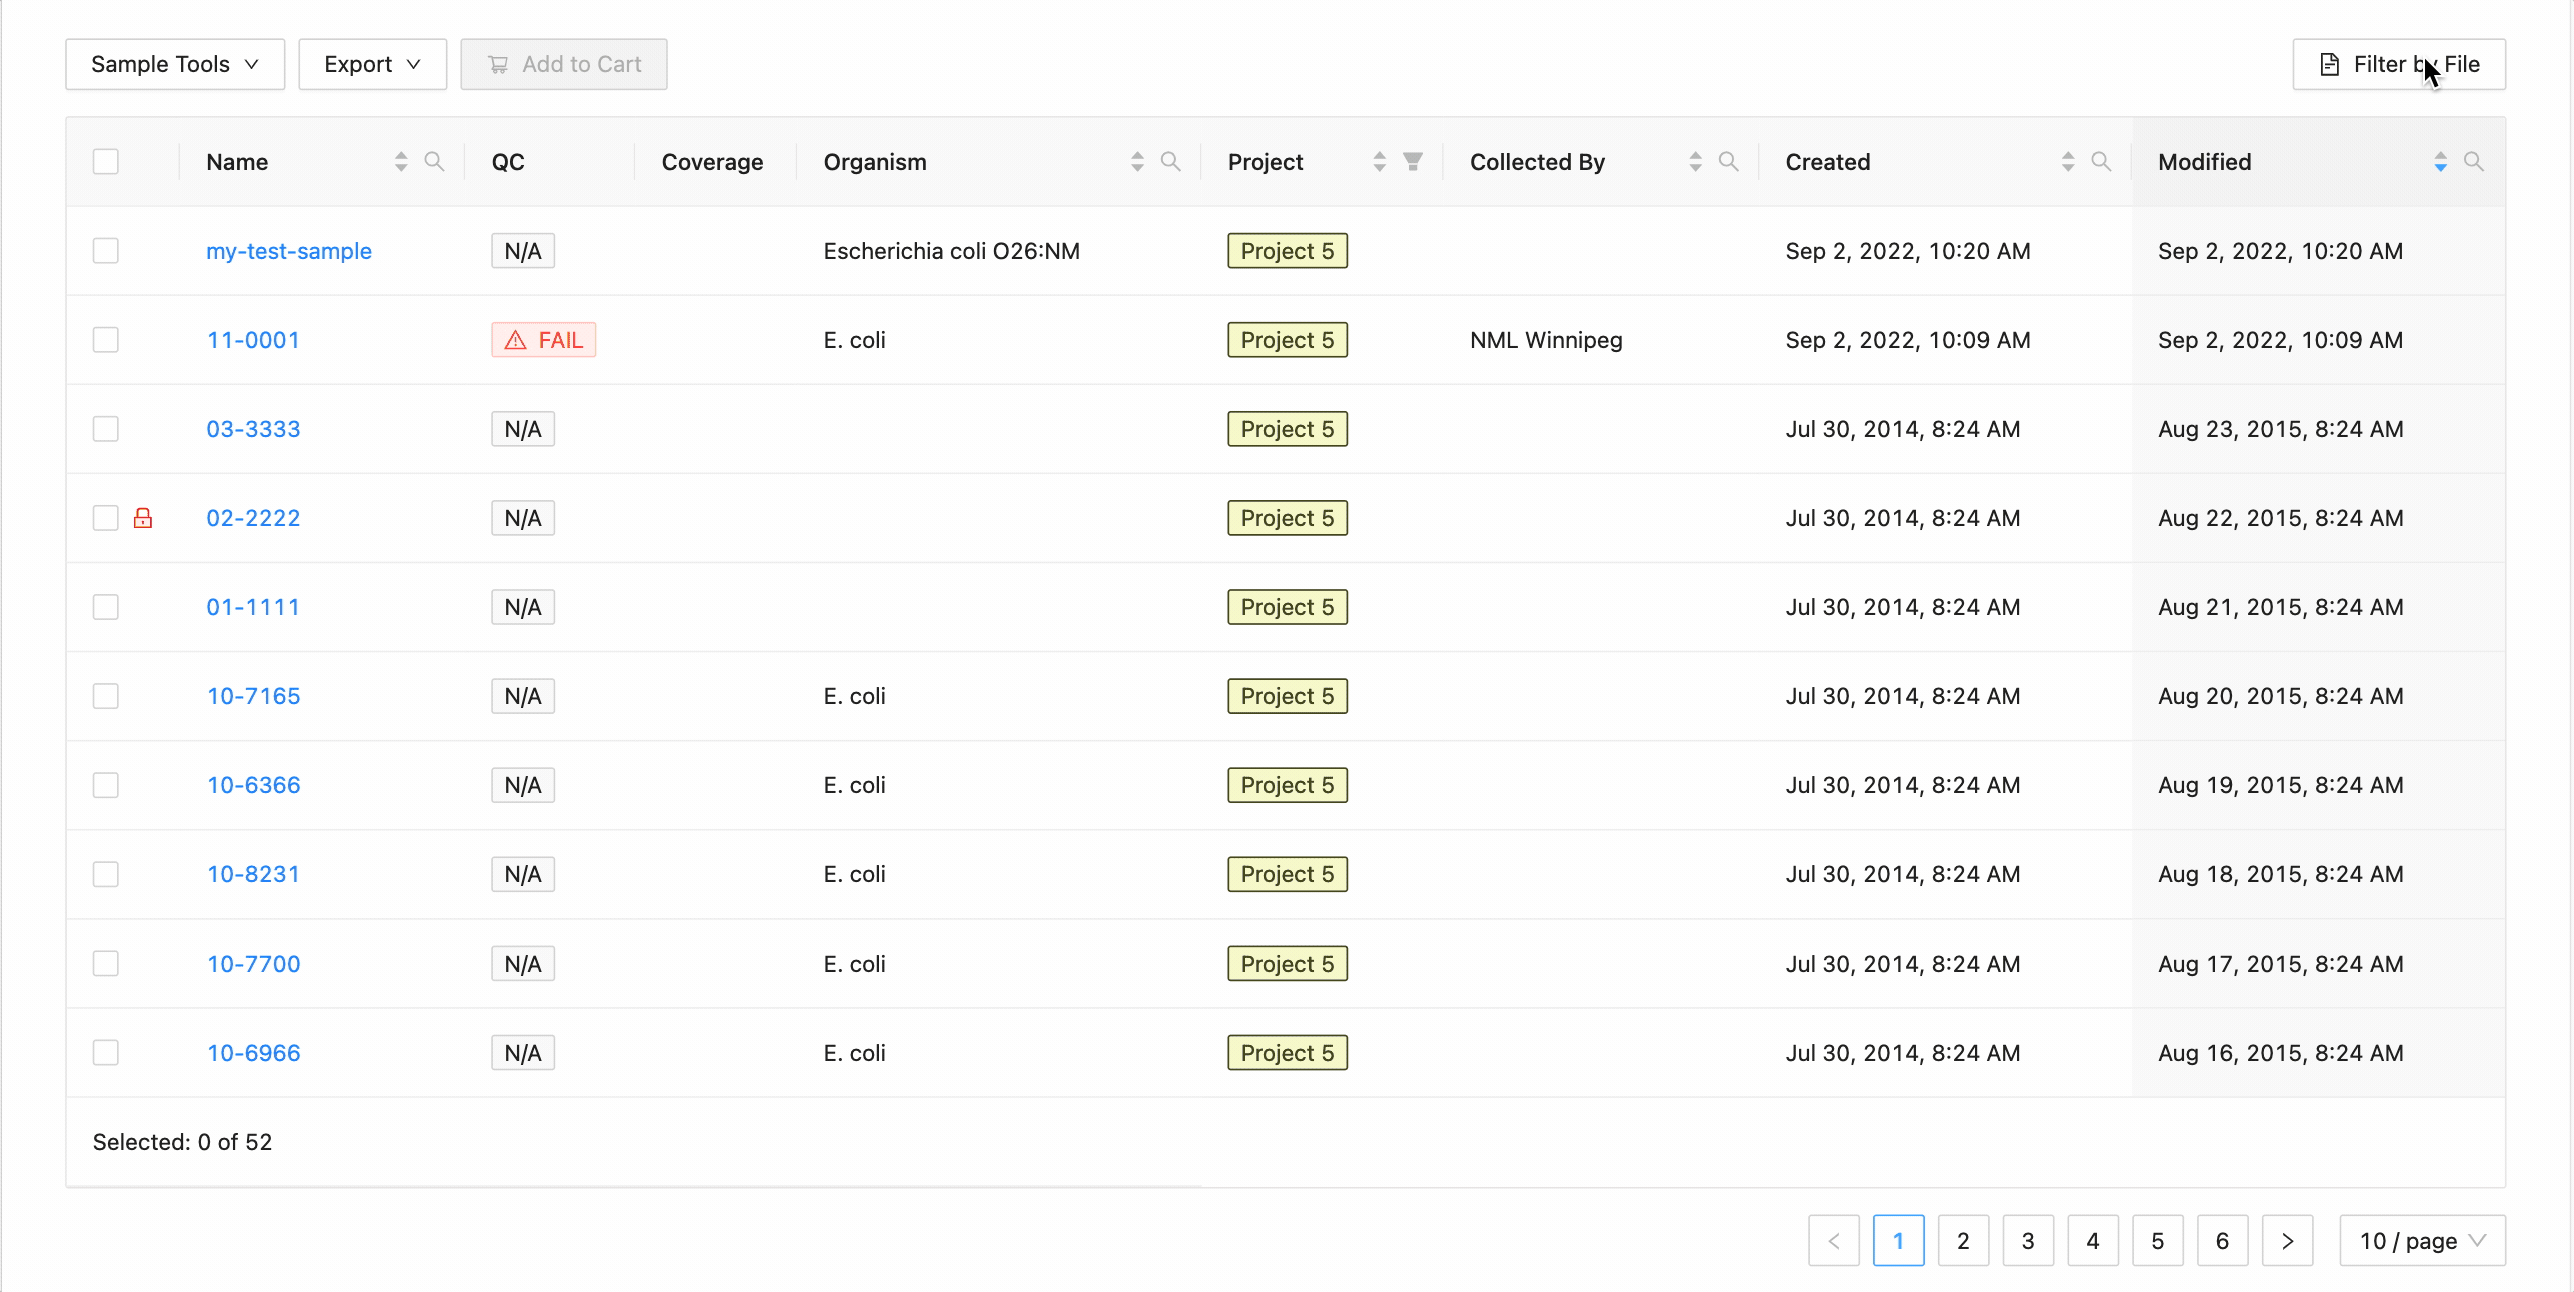 Sample Tools Export Add to Cart Filter by File
Name QC Coverage Organism Project Collected By Created Modified
my-test-sample N/A Escherichia coli O26:NM Project 5 Sep 2, 2022, 10:20 AM Sep 2, 2022, 10:20 AM
11-0001 FAIL E. coli Project 5 NML Winnipeg Sep 2, 2022, 10:09 AM Sep 2, 2022, 10:09 AM
03-3333 N/A Project 5 Jul 30, 2014, 8:24 AM Aug 23, 2015, 8:24 AM
02-2222 N/A Project 5 Jul 30, 2014, 8:24 AM Aug 22, 2015, 8:24 AM
01-1111 N/A Project 5 Jul 30, 2014, 8:24 AM Aug 21, 2015, 8:24 AM
10-7165 N/A E. coli Project 5 Jul 30, 2014, 8:24 AM Aug 20, 2015, 8:24 AM
10-6366 N/A E. coli Project 5 Jul 30, 2014, 8:24 AM Aug 19, 2015, 8:24 AM
10-8231 N/A E. coli Project 5 Jul 30, 2014, 8:24 AM Aug 18, 2015, 8:24 AM
10-7700 N/A E. coli Project 5 Jul 30, 2014, 8:24 AM Aug 17, 2015, 8:24 AM
10-6966 N/A E. coli Project 5 Jul 30, 2014, 8:24 AM Aug 16, 2015, 8:24 AM
Selected: 0 of 52
< 1 2 3 4 5 6 > 10 / page